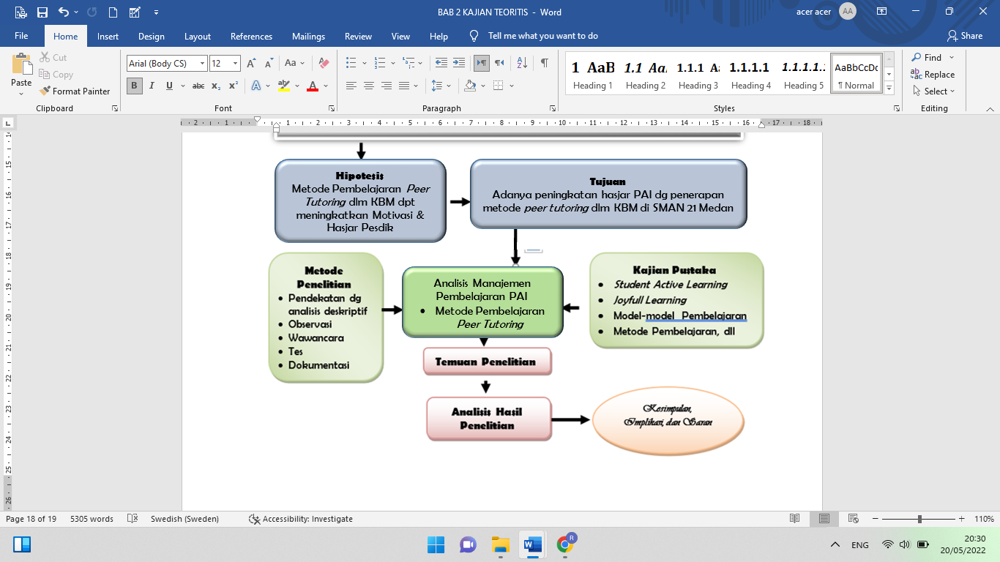 BAB 2 KAJIAN TEORITIS - Word
acer acer
AA
File
Home
Insert
Design
Layout
References
Mailings
Review
View
Help
Tell me what you want to do
Share
Paste
Cut
Copy
Format Painter
Clipboard
Arial (Body CS)
12
Font
Paragraph
1 AaB
Heading 1
1.1 Aa
Heading 2
1.1.1 A
Heading 3
1.1.1.1
Heading 4
1.1.1.1.
Heading 5
AaBbCcDc
¶ Normal
Styles
Find
Replace
Select
Editing
Hipotesis
Metode Pembelajaran Peer
Tutoring dlm KBM dpt
meningkatkan Motivasi &
Hasjar Pesdik
Tujuan
Adanya peningkatan hasjar PAI dg penerapan
metode peer tutoring dlm KBM di SMAN 21 Medan
Metode
Penelitian
• Pendekatan dg
analisis deskriptif
• Observasi
• Wawancara
• Tes
• Dokumentasi
Analisis Manajemen
Pembelajaran PAI
• Metode Pembelajaran
Peer Tutoring
Kajian Pustaka
• Student Active Learning
• Joyfull Learning
• Model-model Pembelajaran
• Metode Pembelajaran, dll
Temuan Penelitian
Analisis Hasil
Penelitian
Kesimpulan,
Implikasi, dan Saran
Page 18 of 19
5305 words
Swedish (Sweden)
Accessibility: Investigate
110%
ENG
20:30
20/05/2022